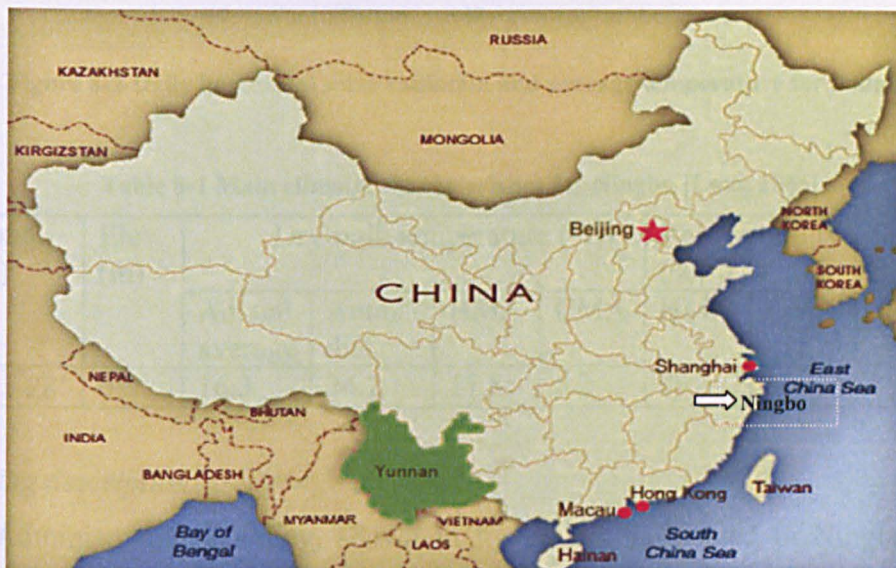 RUSSIA
KAZAKHSTAN
MONGOLIA
KIRGIZSTAN
NORTH
KOREA
Beijing
SOUTH
KOREA
CHINA
Shanghai
East
China Sea
NEPAL
Ningbo
BHUTAN
INDIA
Yunnan
BANGLADESH
Taiwan
Hong Kong
Macau
MYANMAR
VIETNAM
Bay of
Bengal
LAOS
South
China Sea
Hainan